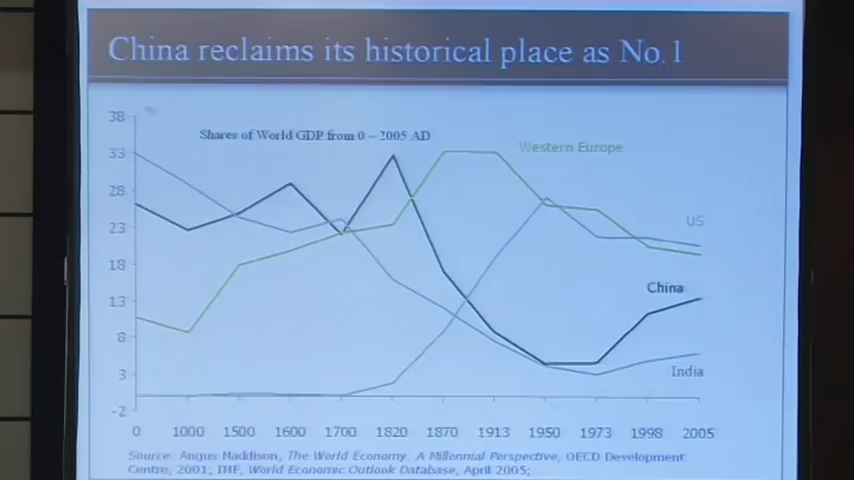 China reclaims its historical place as No.1
Shares of World GDP from 0 – 2005 AD
38
33
28
23
18
13
8
3
-2
Western Europe
US
China
India
0 1000 1500 1600 1700 1820 1870 1913 1950 1973 1998 2005
Source: Angus Maddison, The World Economy: A Millennial Perspective, OECD Development
Centre, 2001; IMF, World Economic Outlook Database, April 2005;